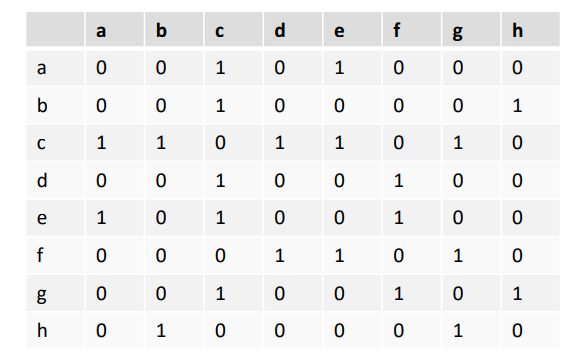 a b c d e f g h
a 0 0 1 0 1 0 0 0
b 0 0 1 0 0 0 0 1
c 1 1 0 1 1 0 1 0
d 0 0 1 0 0 1 0 0
e 1 0 1 0 0 1 0 0
f 0 0 0 1 1 0 1 0
g 0 0 1 0 0 1 0 1
h 0 1 0 0 0 0 1 0